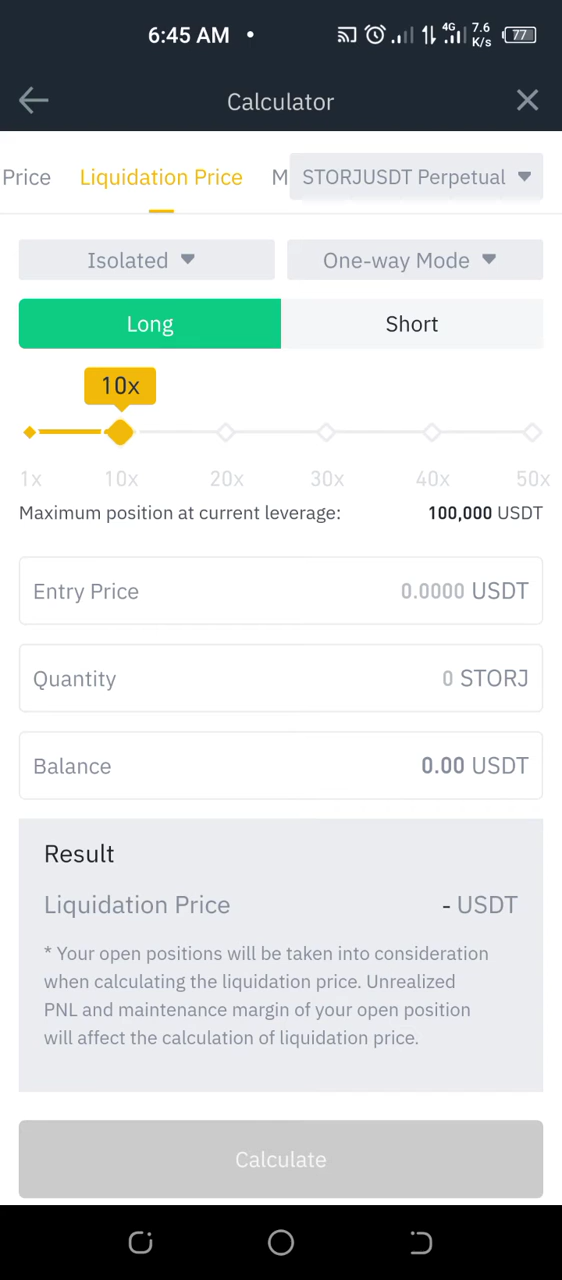 6:45 AM • 4G 7.6 K/s 77
Calculator
Price Liquidation Price M STORJUSDT Perpetual
Isolated One-way Mode
Long Short
10x
1x 10x 20x 30x 40x 50x
Maximum position at current leverage: 100,000 USDT
Entry Price 0.0000 USDT
Quantity 0 STORJ
Balance 0.00 USDT
Result
Liquidation Price - USDT
* Your open positions will be taken into consideration
when calculating the liquidation price. Unrealized
PNL and maintenance margin of your open position
will affect the calculation of liquidation price.
Calculate